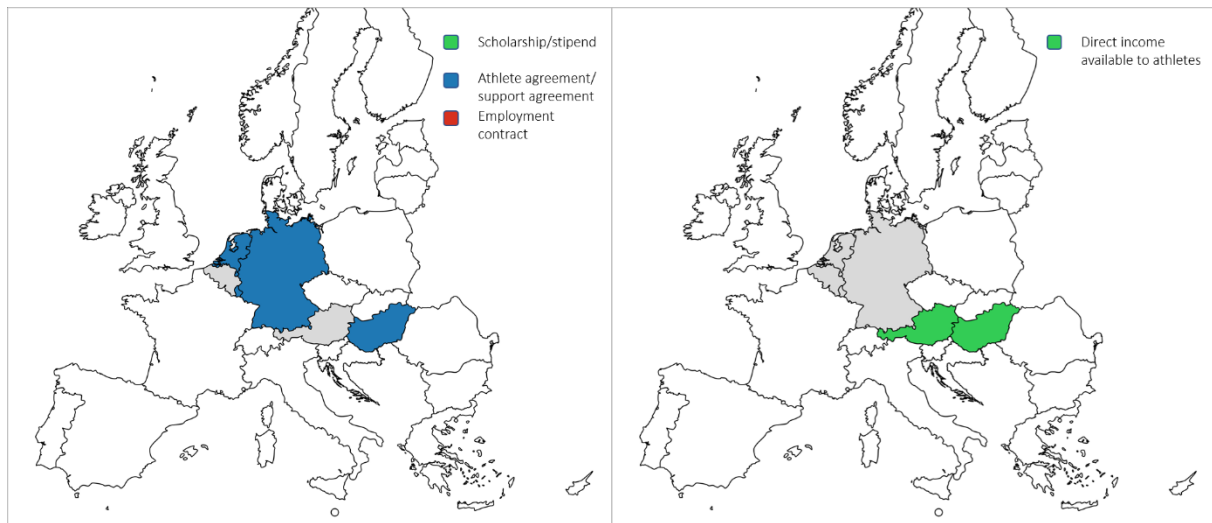 Scholarship/stipend
Athlete agreement/
support agreement
Employment
contract
Direct income
available to athletes